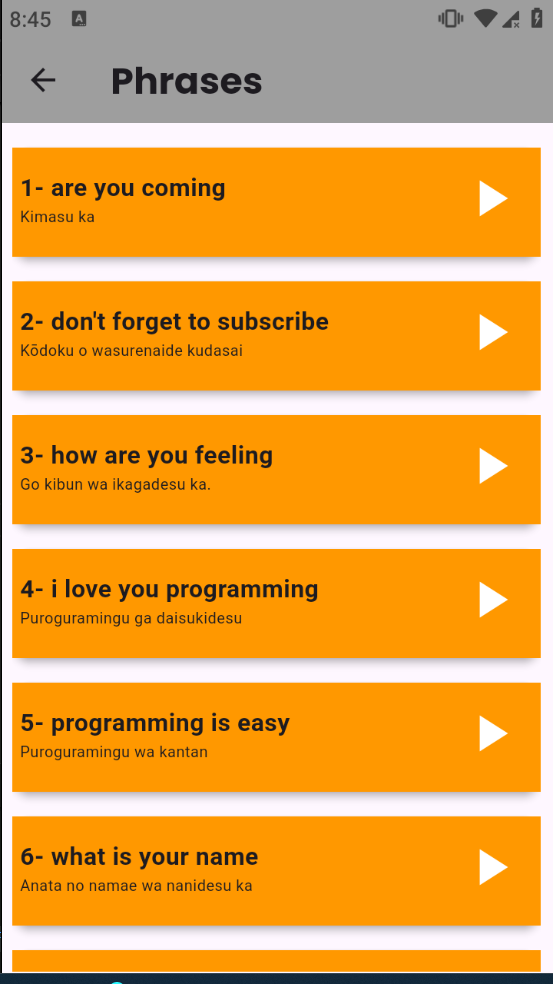 8:45
A
Phrases
1- are you coming
Kimasu ka
2- don't forget to subscribe
Kōdoku o wasurenaide kudasai
3- how are you feeling
Go kibun wa ikagadesu ka.
4- i love you programming
Puroguramingu ga daisukidesu
5- programming is easy
Puroguramingu wa kantan
6- what is your name
Anata no namae wa nanidesu ka